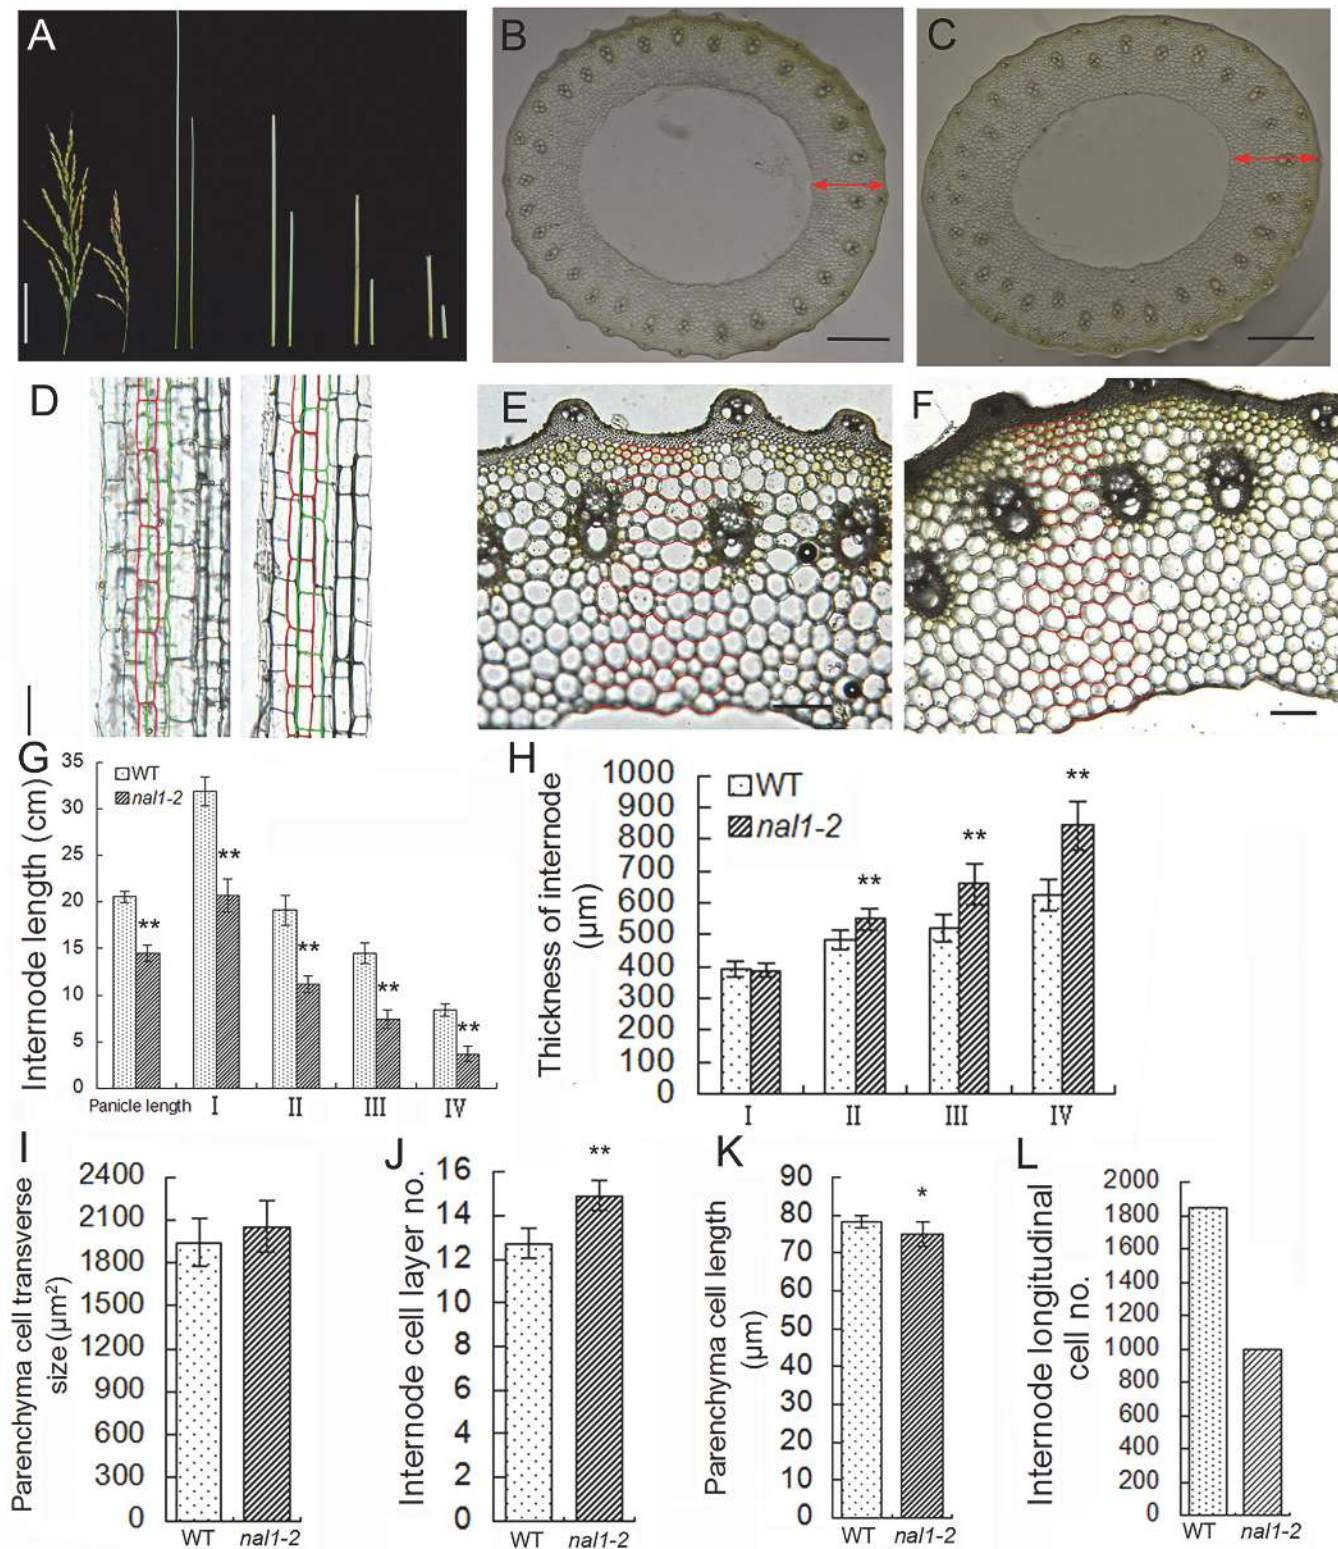 A
B
C
D
E
F
G
Internode length (cm)
35
30
25
20
15
10
5
0
WT
nal1-2
**
**
**
**
**
Panicle length
I
II
III
IV
H
Thickness of internode
(µm)
1000
900
800
700
600
500
400
300
200
100
0
WT
nal1-2
**
**
**
I
II
III
IV
I
Parenchyma cell transverse
size (µm²)
2400
2100
1800
1500
1200
900
600
300
0
WT
nal1-2
J
Internode cell layer no.
16
14
12
10
8
6
4
2
0
**
WT
nal1-2
K
Parenchyma cell length
(µm)
90
80
70
60
50
40
30
20
10
0
*
WT
nal1-2
L
Internode longitudinal
cell no.
2000
1800
1600
1400
1200
1000
800
600
400
200
0
WT
nal1-2